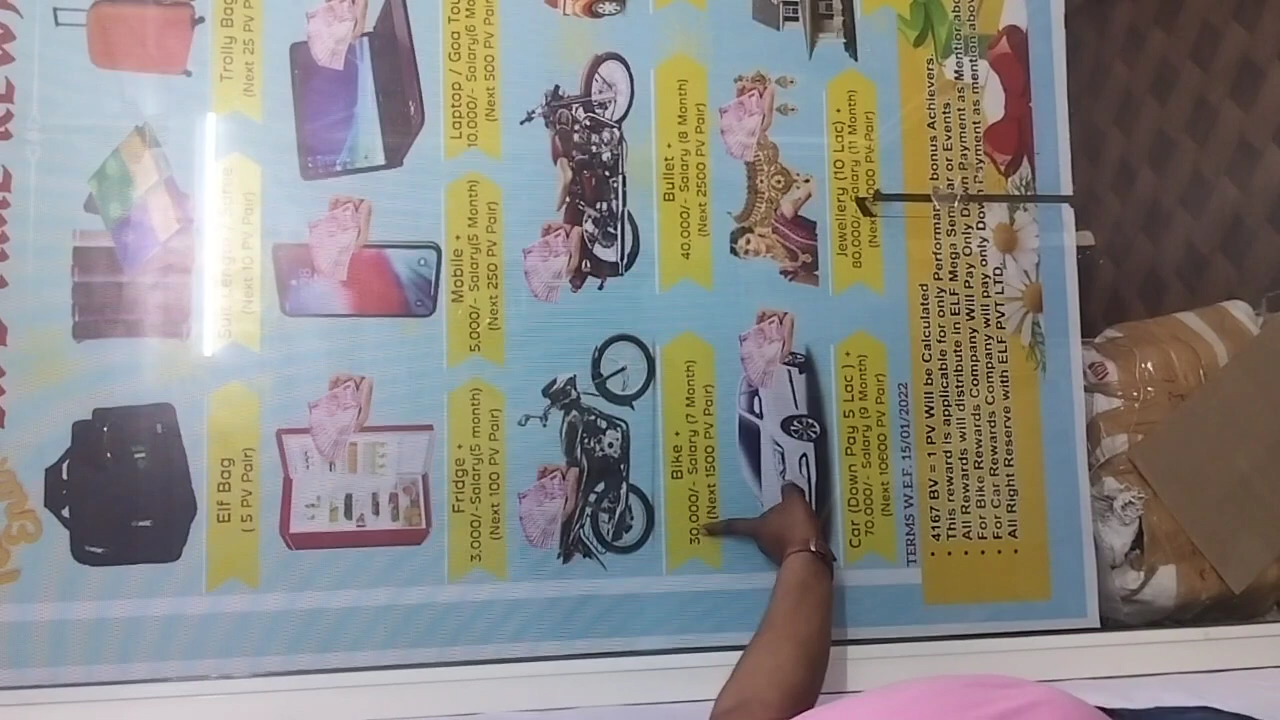 Elf Bag
( 5 PV Pair)
(Next 10 PV Pair)
Trolly Bag
(Next 25 PV P
Fridge +
3,000/-Salary(5 month)
(Next 100 PV Pair)
Mobile +
5,000/- Salary(5 Month)
(Next 250 PV Pair)
Laptop / Goa Tou
10,000/- Salary(6 Mo
(Next 500 PV Pair
Bike +
30,000/- Salary (7 Month)
(Next 1500 PV Pair)
Bullet +
40,000/- Salary (8 Month)
(Next 2500 PV Pair)
Car (Down Pay 5 Lac ) +
70,000/- Salary (9 Month)
(Next 10600 PV Pair)
Jewellery (10 Lac) +
80,000/- Salary (11 Month)
PV Pair)
TERMS W.E.F. 15/01/2022
• 4167 BV = 1 PV Will be Calculated
• This reward is applicable for only Performan bonus Achievers.
• All Rewards will distribute in ELF Mega Seminar or Events.
• For Bike Rewards Company Will Pay Only Down Payment as Mention abo
• For Car Rewards Company will pay only Down Payment as mention abov
• All Right Reserve with ELF PVT LTD